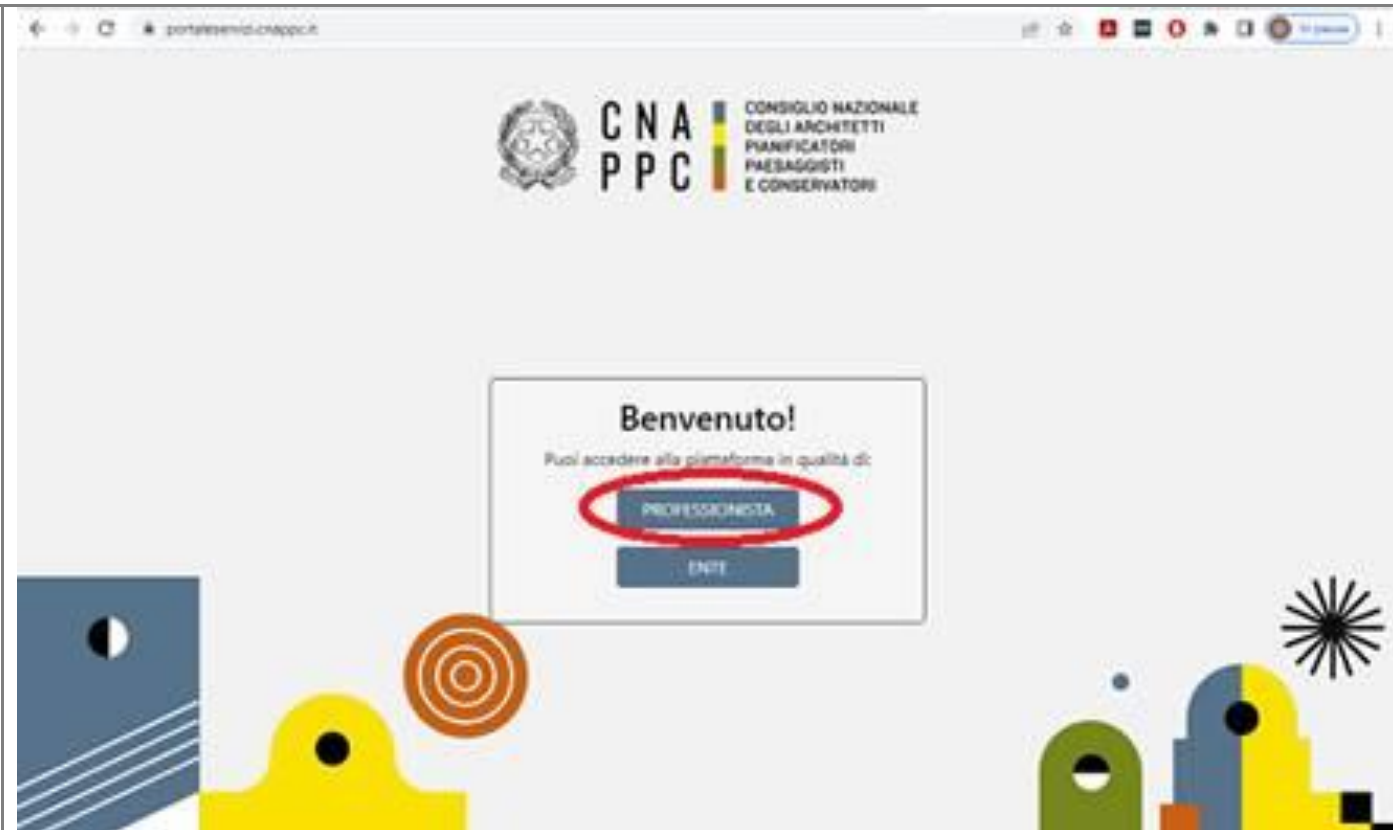 portaleservizi.cnappc.it
CNA
PPC
CONSIGLIO NAZIONALE
DEGLI ARCHITETTI
PIANIFICATORI
PAESAGGISTI
E CONSERVATORI
Benvenuto!
Puoi accedere alla piattaforma in qualità di:
PROFESSIONISTA
ENTE